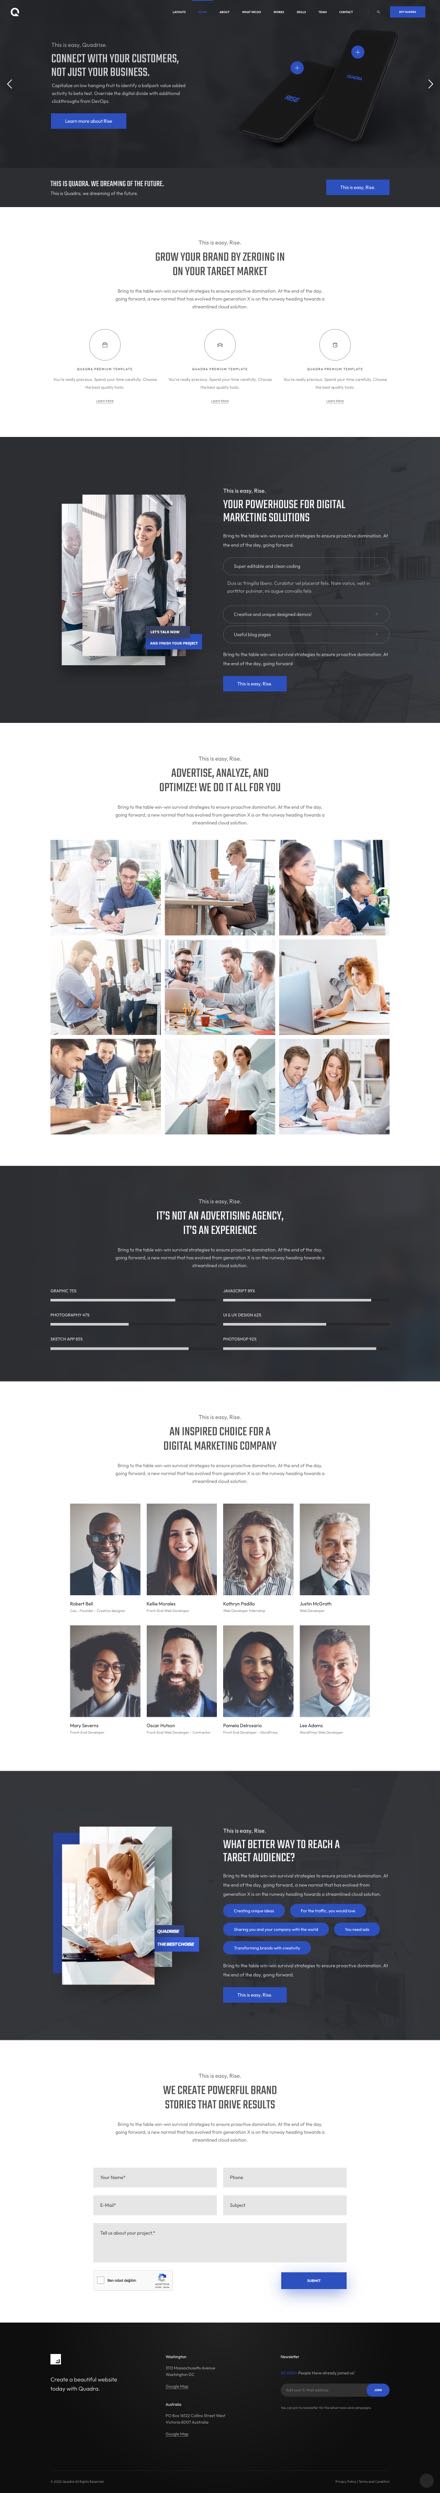 LAYOUTS HOME ABOUT WHAT WE DO WORKS SKILLS TEAM CONTACT BUY QUADRA
This is easy, Quadrise.
CONNECT WITH YOUR CUSTOMERS,
NOT JUST YOUR BUSINESS.
Capitalize on low hanging fruit to identify a ballpark value added
activity to beta test. Override the digital divide with additional
clickthroughs from DevOps.
Learn more about Rise
RISE
QUADRA
THIS IS QUADRA. WE DREAMING OF THE FUTURE.
This is Quadra, we dreaming of the future.
This is easy, Rise.
This is easy, Rise.
GROW YOUR BRAND BY ZEROING IN
ON YOUR TARGET MARKET
Bring to the table win-win survival strategies to ensure proactive domination. At the end of the day,
going forward, a new normal that has evolved from generation X is on the runway heading towards a
streamlined cloud solution.
QUADRA PREMIUM TEMPLATE
You're ready precious. Spend your time carefully. Choose
the best quality tools.
Learn More
QUADRA PREMIUM TEMPLATE
You're ready precious. Spend your time carefully. Choose
the best quality tools.
Learn More
QUADRA PREMIUM TEMPLATE
You're ready precious. Spend your time carefully. Choose
the best quality tools.
Learn More
LET'S TALK NOW
AND FINISH YOUR PROJECT
This is easy, Rise.
YOUR POWERHOUSE FOR DIGITAL
MARKETING SOLUTIONS
Bring to the table win-win survival strategies to ensure proactive domination. At
the end of the day, going forward.
Super editable and clean coding
Duis ac fringilla libero. Curabitur vel placerat felis. Nam varius, velit in
porttitor pulvinar, mi augue convallis felis
Creative and unique designed demos!
Useful blog pages
Bring to the table win-win survival strategies to ensure proactive domination. At
the end of the day, going forward
This is easy, Rise.
This is easy, Rise.
ADVERTISE, ANALYZE, AND
OPTIMIZE! WE DO IT ALL FOR YOU
Bring to the table win-win survival strategies to ensure proactive domination. At the end of the day,
going forward, a new normal that has evolved from generation X is on the runway heading towards a
streamlined cloud solution.
This is easy, Rise.
IT'S NOT AN ADVERTISING AGENCY,
IT'S AN EXPERIENCE
Bring to the table win-win survival strategies to ensure proactive domination. At the end of the day,
going forward, a new normal that has evolved from generation X is on the runway heading towards a
streamlined cloud solution.
GRAPHIC 75%
JAVASCRIPT 89%
PHOTOGRAPHY 47%
UI & UX DESIGN 62%
SKETCH APP 83%
PHOTOSHOP 92%
This is easy, Rise.
AN INSPIRED CHOICE FOR A
DIGITAL MARKETING COMPANY
Bring to the table win-win survival strategies to ensure proactive domination. At the end of the day,
going forward, a new normal that has evolved from generation X is on the runway heading towards a
streamlined cloud solution.
Robert Bell
Kellie Morales
Front End Web Developer
Kathryn Padilla
Web Developer Internship
Justin McGrath
Web Developer
Mary Severns
Front End Developer
Oscar Hutson
Front End Web Developer - Contractor
Pamela Delrosario
Front End Developer - WordPress
Lee Adams
WordPress Web Developer
QUADRISE
THE BEST CHOISE
This is easy, Rise.
WHAT BETTER WAY TO REACH A
TARGET AUDIENCE?
Bring to the table win-win survival strategies to ensure proactive domination. At
the end of the day, going forward, a new normal that has evolved from
generation X is on the runway heading towards a streamlined cloud solution.
Creating unique ideas
For the traffic, you would love
Sharing you and your company with the world
You need ads
Transforming brands with creativity
Bring to the table win-win survival strategies to ensure proactive domination. At
the end of the day, going forward.
This is easy, Rise.
This is easy, Rise.
WE CREATE POWERFUL BRAND
STORIES THAT DRIVE RESULTS
Bring to the table win-win survival strategies to ensure proactive domination. At the end of the day,
going forward, a new normal that has evolved from generation X is on the runway heading towards a
streamlined cloud solution.
Your Name*
Phone
E-Mail*
Subject
Tell us about your project *
Ben robot değilim
SUBMIT
Create a beautiful website
today with Quadra.
Washington
Washington DC
Google Map
Australia
PO Box 16122 Collins Street West
Victoria 8007 Australia
Google Map
Newsletter
People Have already joined us!
Add your E-Mail address
JOIN!
Privacy Policy | Terms and Condition